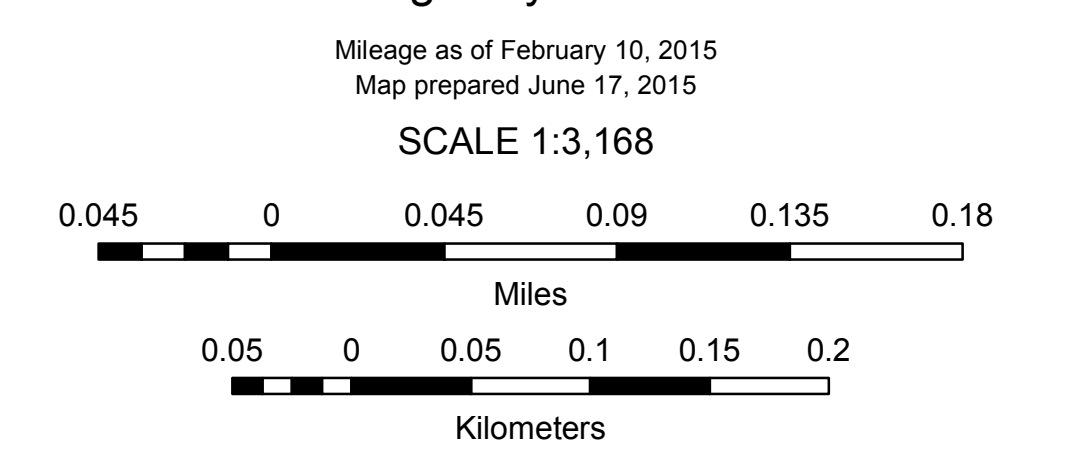 Mileage as of February 10, 2015
Map prepared June 17, 2015
SCALE 1:3,168
0.045 0 0.045 0.09 0.135 0.18
Miles
0.05 0 0.05 0.1 0.15 0.2
Kilometers